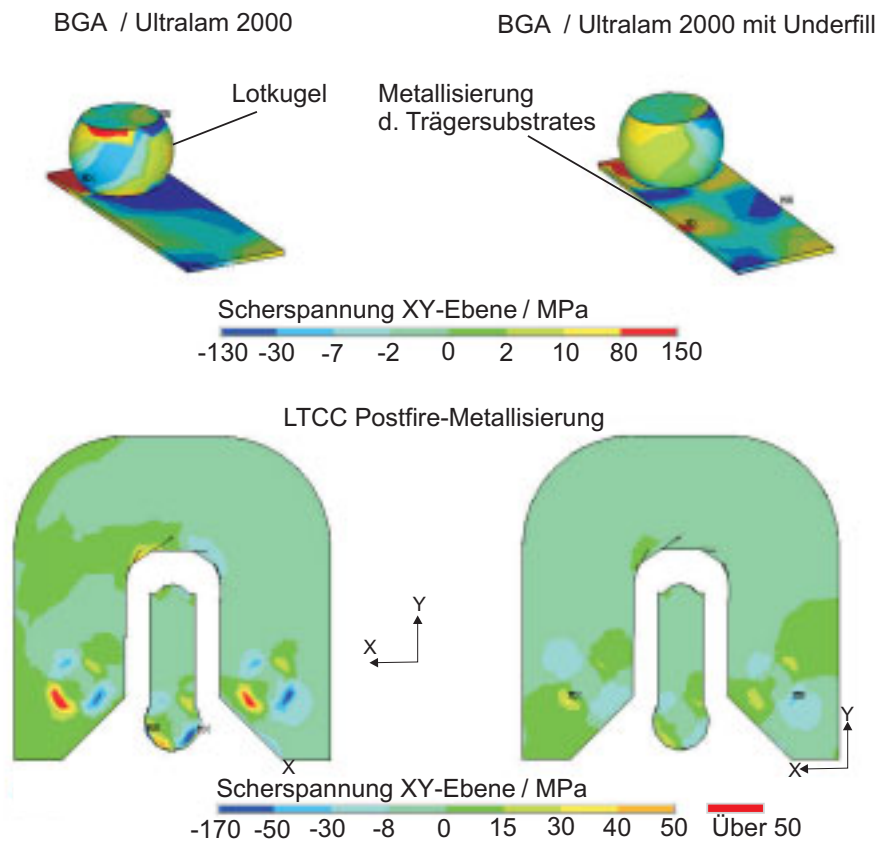 BGA / Ultralam 2000
BGA / Ultralam 2000 mit Underfill
Lotkugel
Metallisierung
d. Trägersubstrates
Scherspannung XY-Ebene / MPa
-130 -30 -7 -2 0 2 10 80 150
LTCC Postfire-Metallisierung
Y
X
X
Y
X
Scherspannung XY-Ebene / MPa
-170 -50 -30 -8 0 15 30 40 50 Über 50